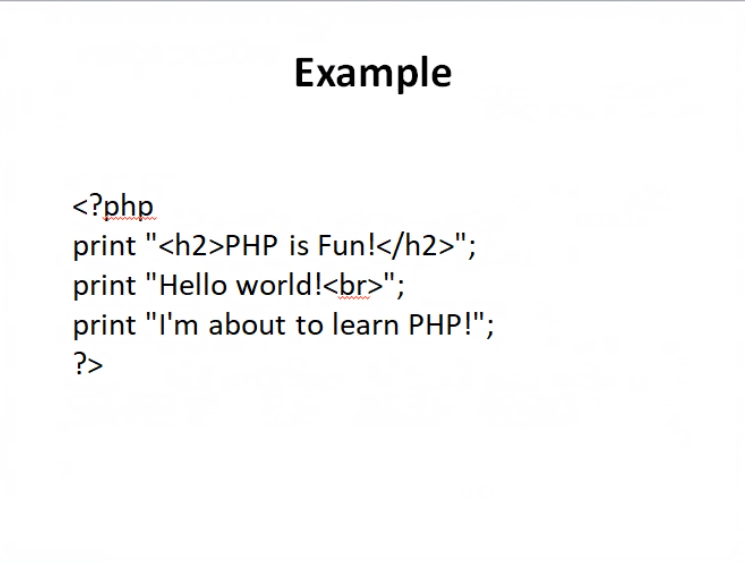 Example
<?php
print "<h2>PHP is Fun!</h2>";
print "Hello world!<br>";
print "I'm about to learn PHP!";
?>